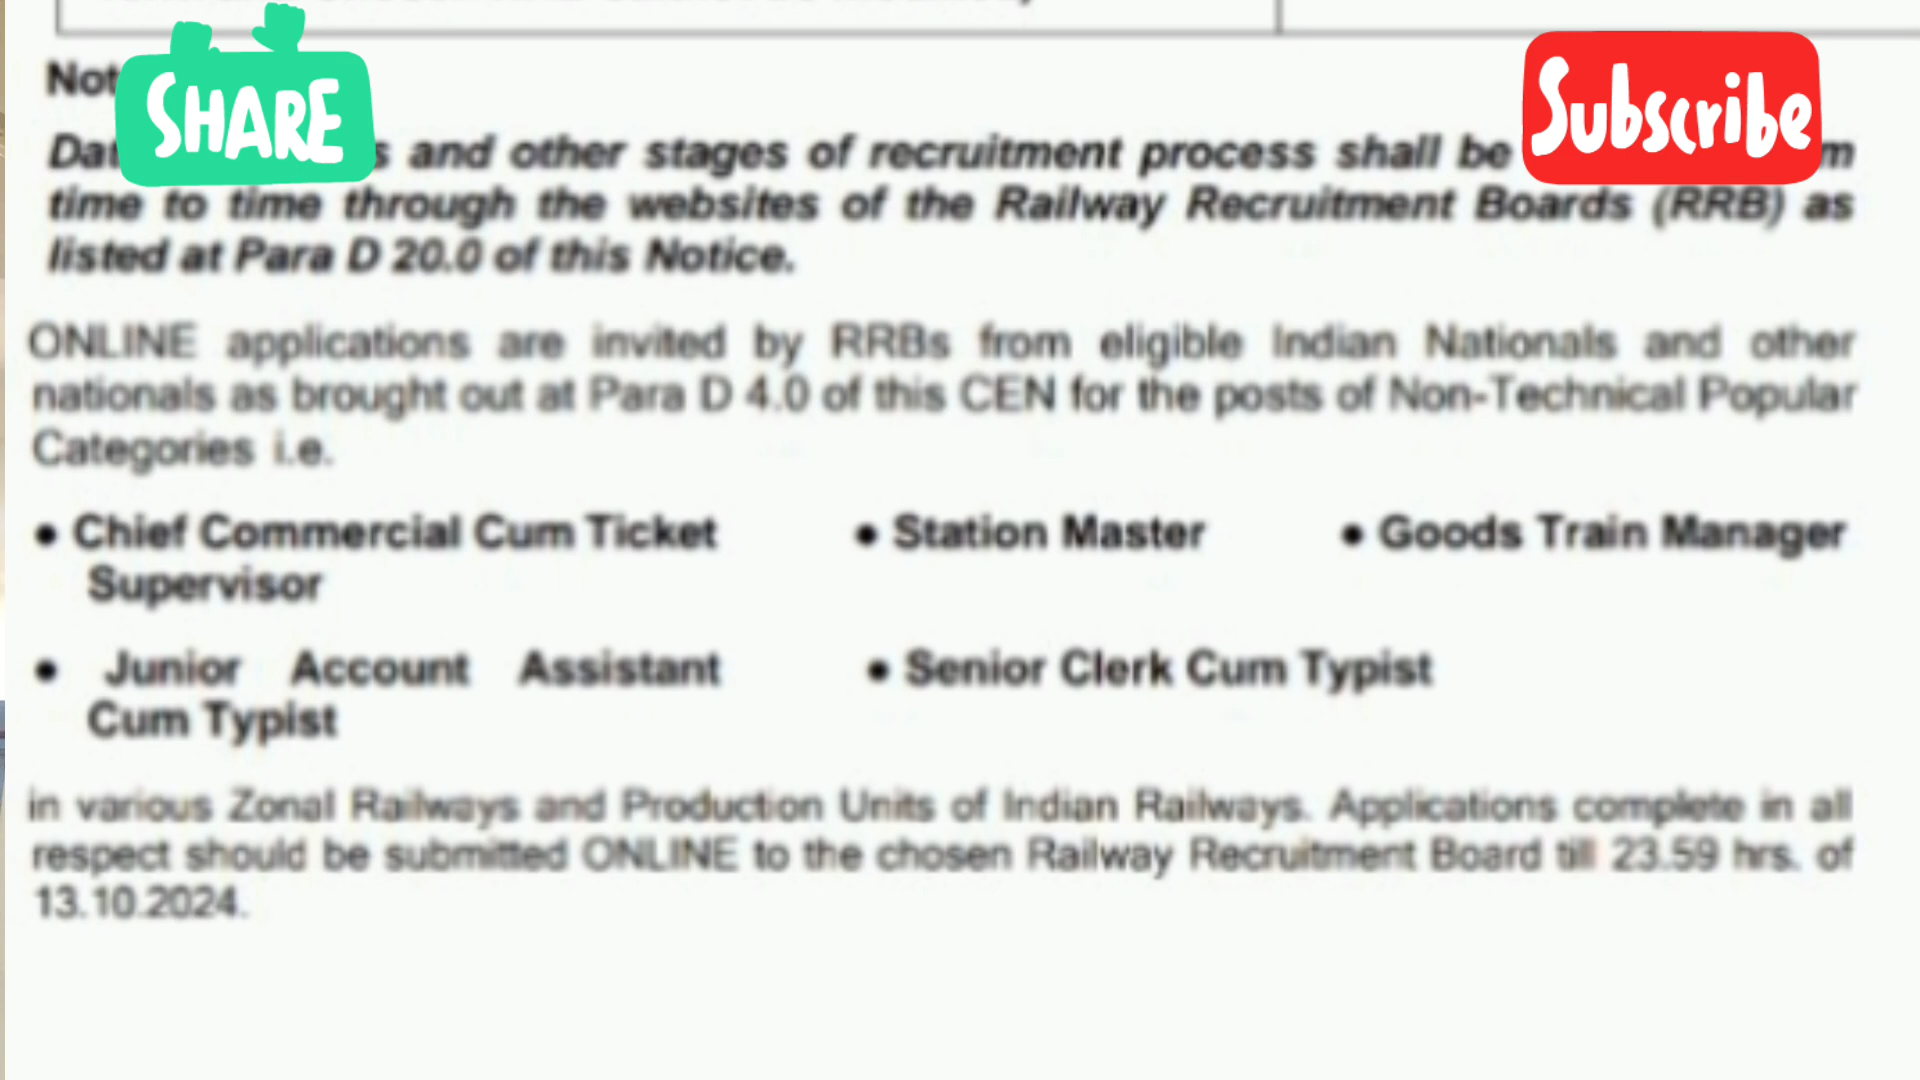 Not
SHARE
Subscribe
Dat s and other stages of recruitment process shall be m
time to time through the websites of the Railway Recruitment Boards (RRB) as
listed at Para D 20.0 of this Notice.
ONLINE applications are invited by RRBs from eligible Indian Nationals and other
nationals as brought out at Para D 4.0 of this CEN for the posts of Non-Technical Popular
Categories i.e.
• Chief Commercial Cum Ticket • Station Master • Goods Train Manager
Supervisor
• Junior Account Assistant • Senior Clerk Cum Typist
Cum Typist
in various Zonal Railways and Production Units of Indian Railways. Applications complete in all
respect should be submitted ONLINE to the chosen Railway Recruitment Board till 23.59 hrs. of
13.10.2024.